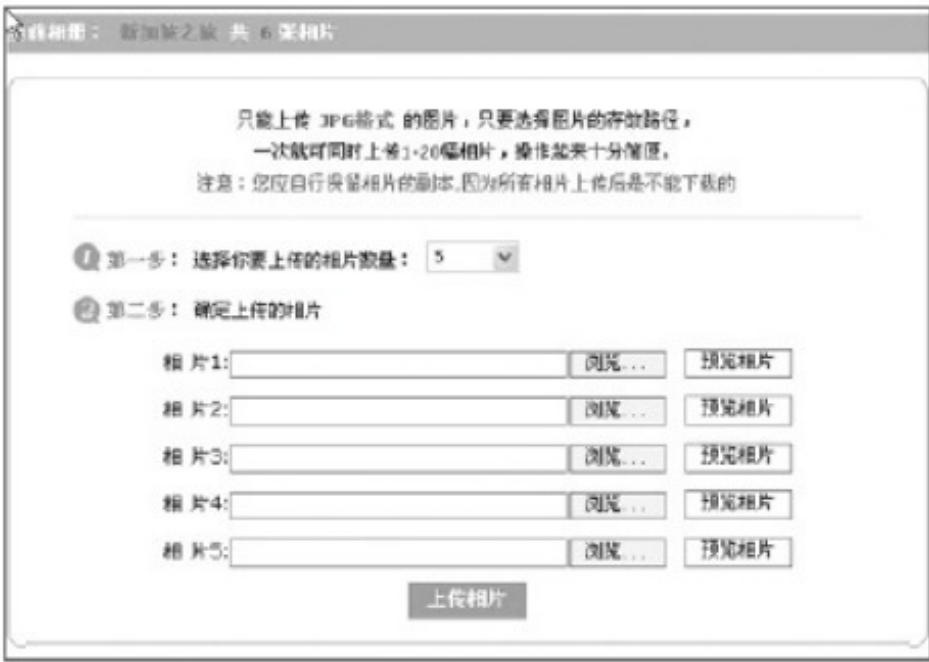 当前相册： 新加坡之旅 共 6 张相片
只能上传 JPG格式 的图片，只要选择图片的存放路径，
一次就可同时上传1-20幅相片，操作起来十分简便。
注意：您应自行保留相片的副本,因为所有相片上传后是不能下载的
1 第一步： 选择你要上传的相片数量： 5
2 第二步： 确定上传的相片
相 片1: 浏览... 预览相片
相 片2: 浏览... 预览相片
相 片3: 浏览... 预览相片
相 片4: 浏览... 预览相片
相 片5: 浏览... 预览相片
上传相片